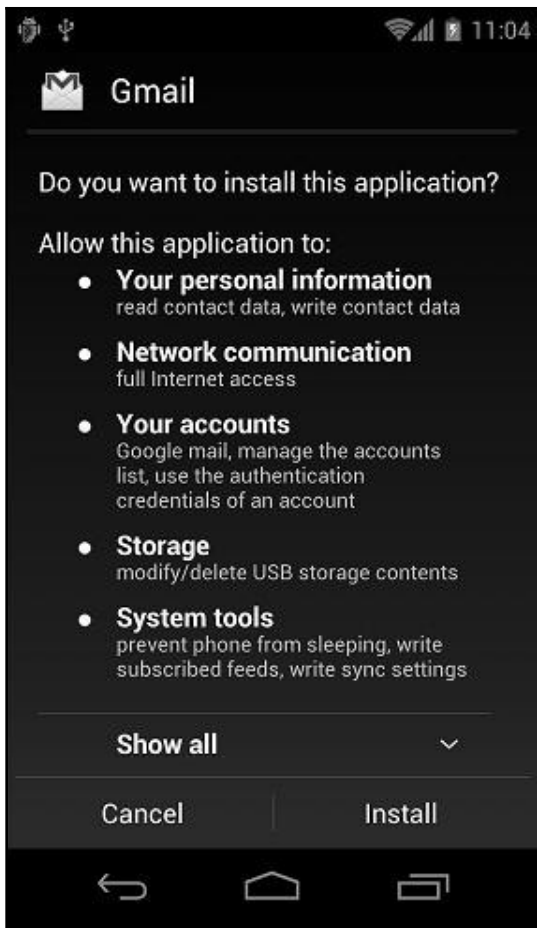 11:04
Gmail
Do you want to install this application?
Allow this application to:
● Your personal information
read contact data, write contact data
● Network communication
full Internet access
● Your accounts
Google mail, manage the accounts
list, use the authentication
credentials of an account
● Storage
modify/delete USB storage contents
● System tools
prevent phone from sleeping, write
subscribed feeds, write sync settings
Show all
Cancel Install